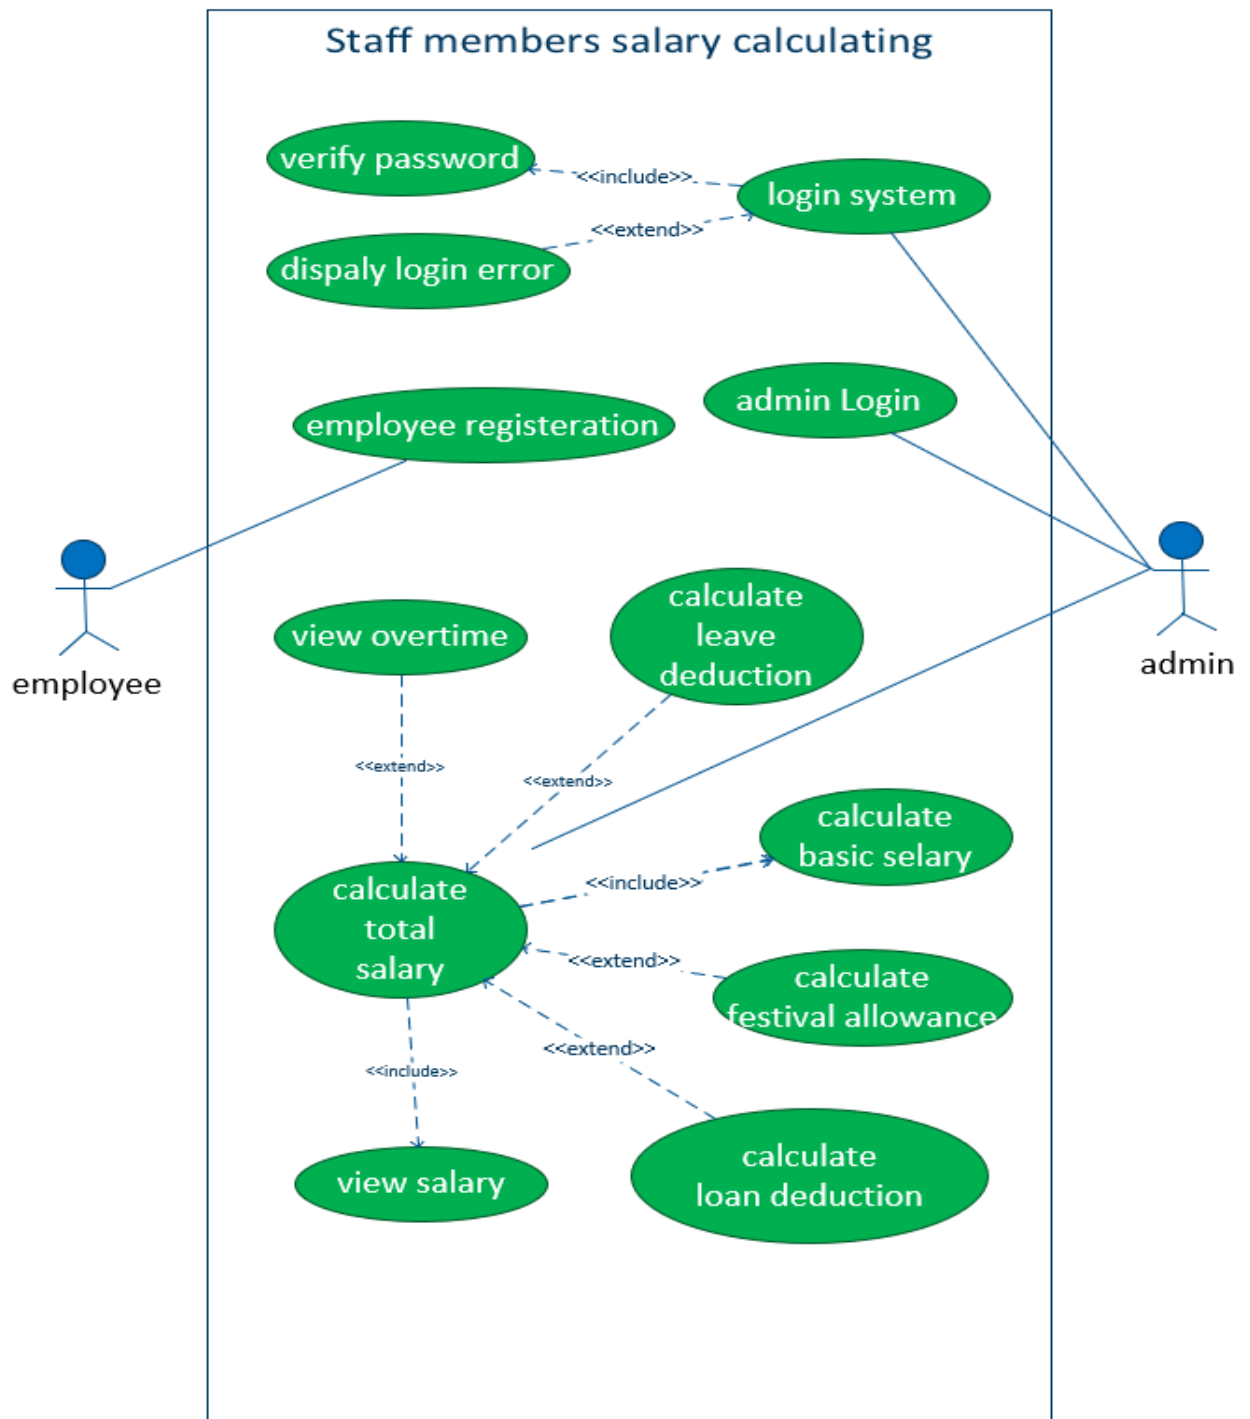 Staff members salary calculating
verify password
<<include>>
login system
<<extend>>
dispaly login error
admin Login
employee registeration
calculate
leave
deduction
view overtime
employee
admin
<<extend>>
<<extend>>
calculate
basic selary
<<include>>
calculate
total
salary
<<extend>>
calculate
festival allowance
<<extend>>
<<include>>
calculate
loan deduction
view salary